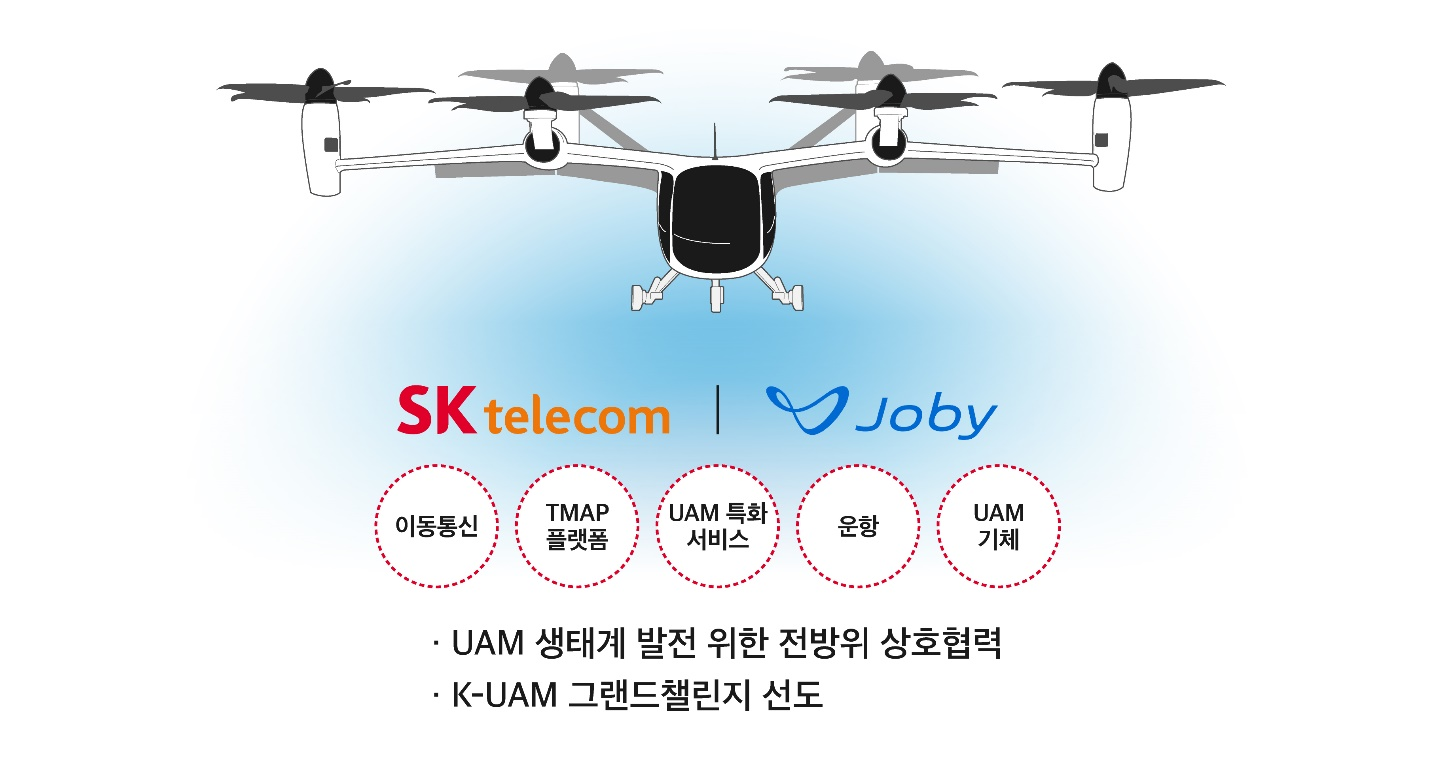 SK telecom | Joby
이동통신
TMAP
플랫폼
UAM 특화
서비스
운항
UAM
기체
· UAM 생태계 발전 위한 전방위 상호협력
· K-UAM 그랜드챌린지 선도